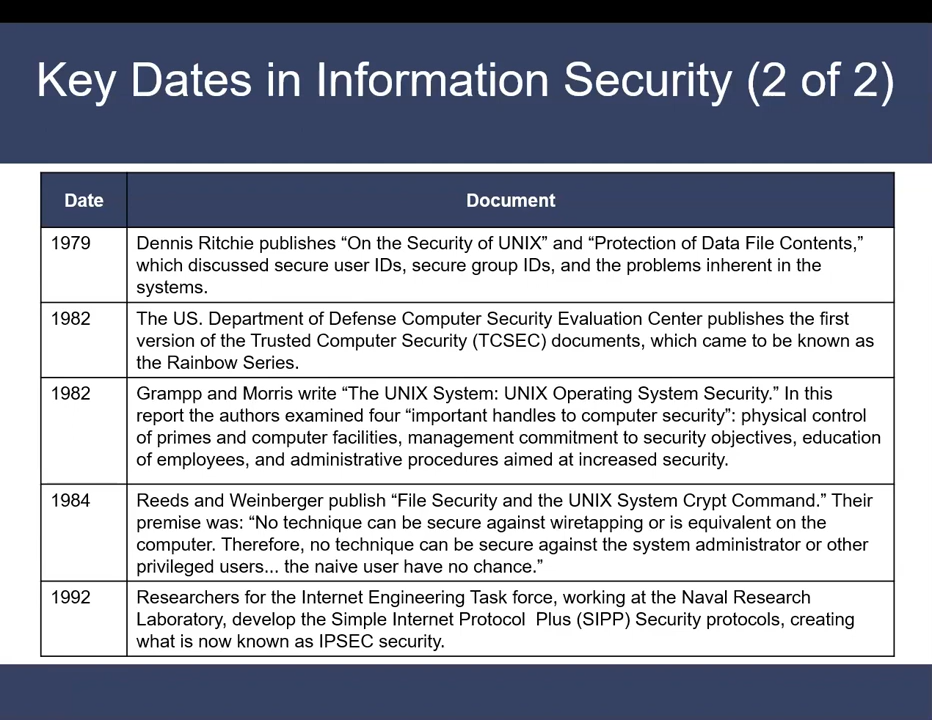 Key Dates in Information Security (2 of 2)
Date
Document
1979
Dennis Ritchie publishes “On the Security of UNIX” and “Protection of Data File Contents,”
which discussed secure user IDs, secure group IDs, and the problems inherent in the
systems.
1982
The US. Department of Defense Computer Security Evaluation Center publishes the first
version of the Trusted Computer Security (TCSEC) documents, which came to be known as
the Rainbow Series.
1982
Grampp and Morris write “The UNIX System: UNIX Operating System Security.” In this
report the authors examined four “important handles to computer security”: physical control
of primes and computer facilities, management commitment to security objectives, education
of employees, and administrative procedures aimed at increased security.
1984
Reeds and Weinberger publish “File Security and the UNIX System Crypt Command.” Their
premise was: “No technique can be secure against wiretapping or is equivalent on the
computer. Therefore, no technique can be secure against the system administrator or other
privileged users... the naive user have no chance.”
1992
Researchers for the Internet Engineering Task force, working at the Naval Research
Laboratory, develop the Simple Internet Protocol Plus (SIPP) Security protocols, creating
what is now known as IPSEC security.